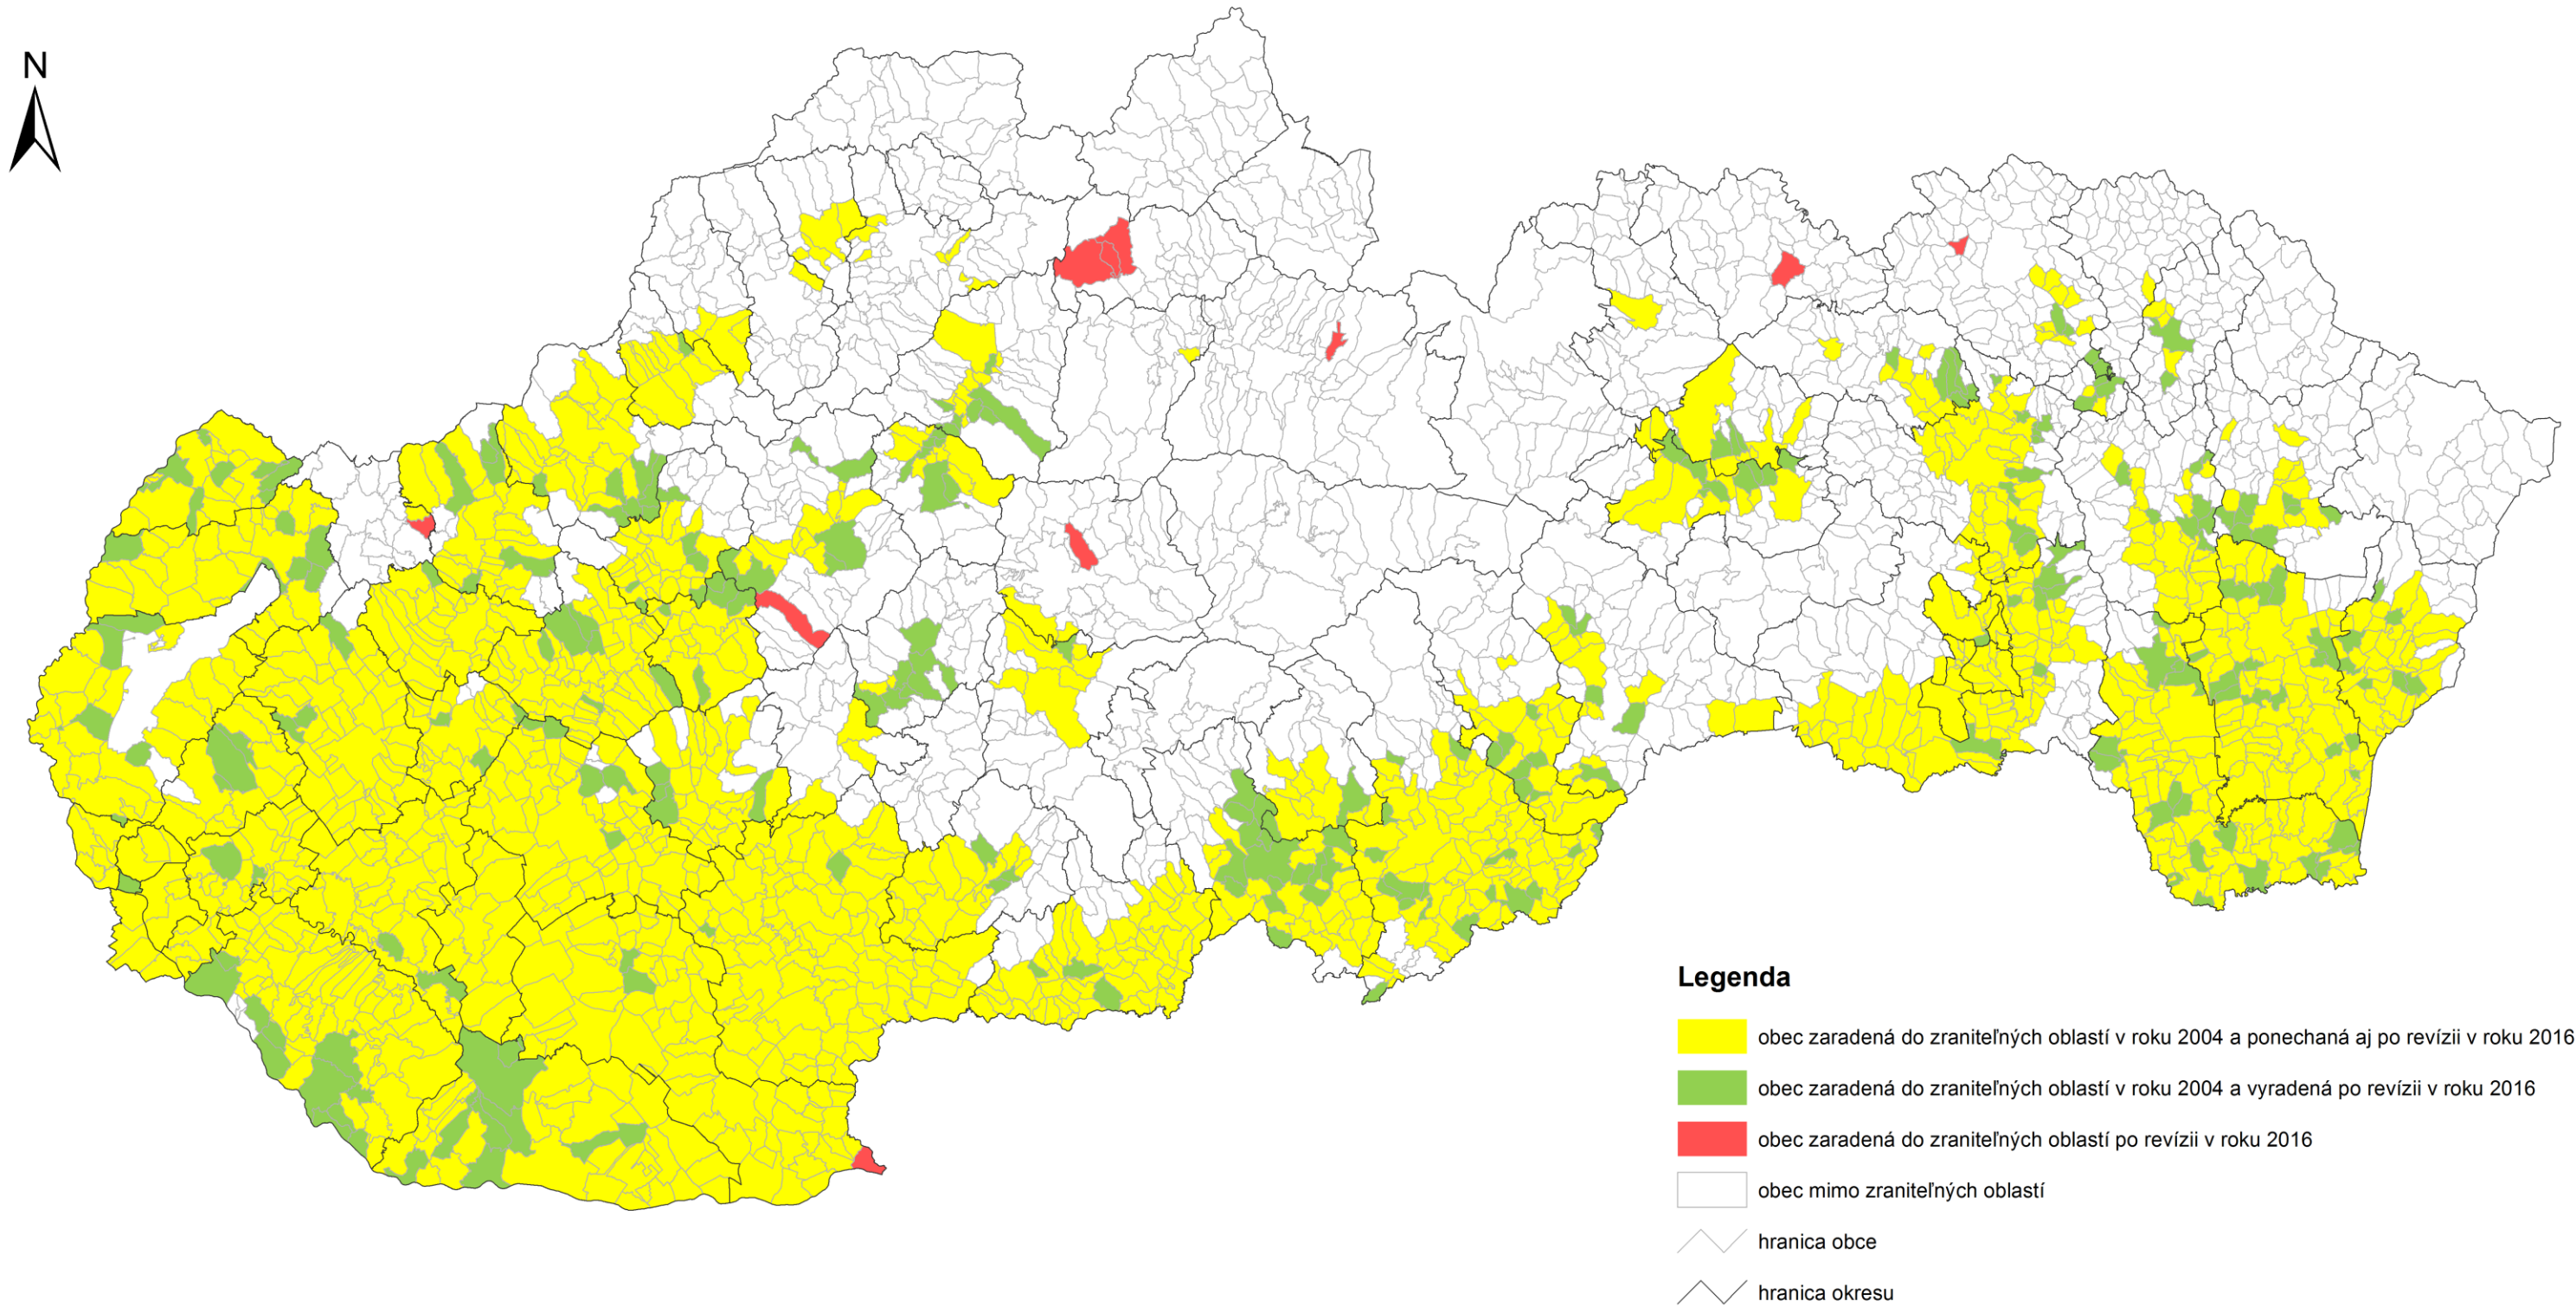 N
Legenda
obec zaradená do zraniteľných oblastí v roku 2004 a ponechaná aj po revízii v roku 2016
obec zaradená do zraniteľných oblastí v roku 2004 a vyradená po revízii v roku 2016
obec zaradená do zraniteľných oblastí po revízii v roku 2016
obec mimo zraniteľných oblastí
hranica obce
hranica okresu